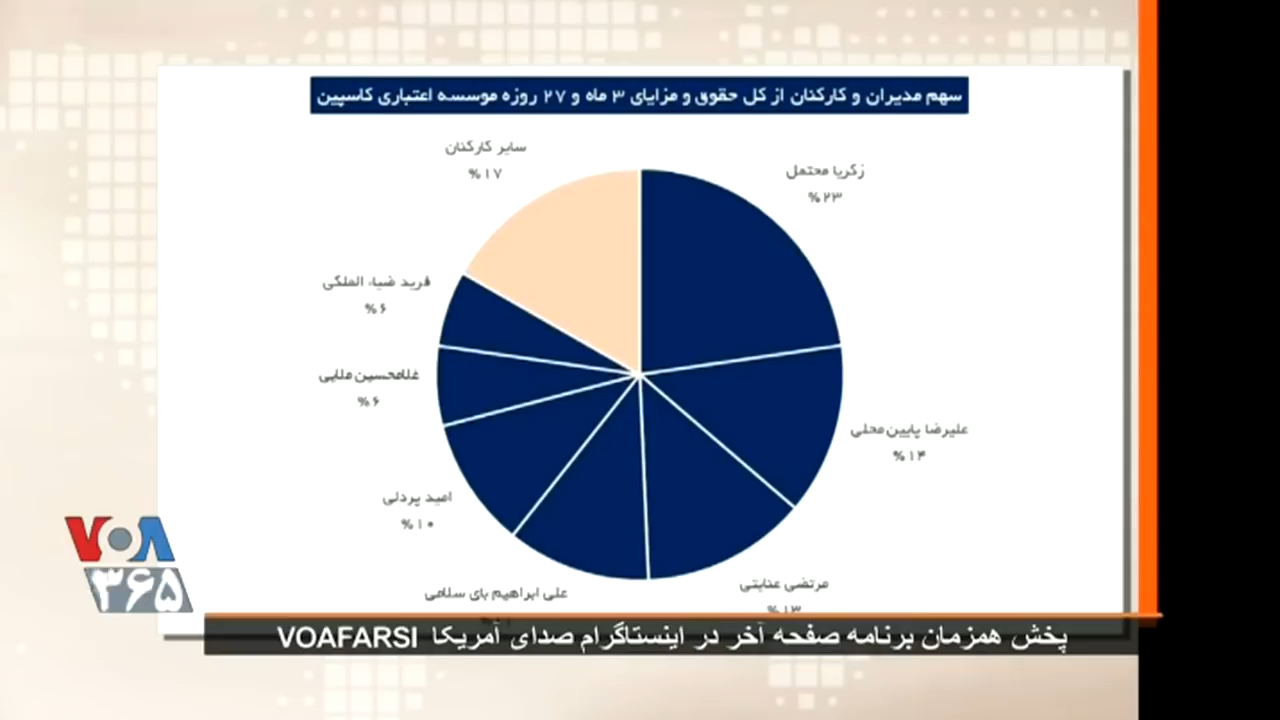 سهم مدیران و کارکنان از کل حقوق و مزایای ۳ ماه و ۲۷ روزه موسسه اعتباری کاسپین
سایر کارکنان
%۱۷
زکریا محتمل
%۲۳
فرید ضیاء الملکی
%۶
غلامحسین ملایی
%۶
علیرضا پایین محلی
%۱۴
امید پردلی
%۱۰
مرتضی عنایتی
%۱۳
علی ابراهیم بای سلامی
VOA
۳۶۵
پخش همزمان برنامه صفحه آخر در اینستاگرام صدای آمریکا VOAFARSI